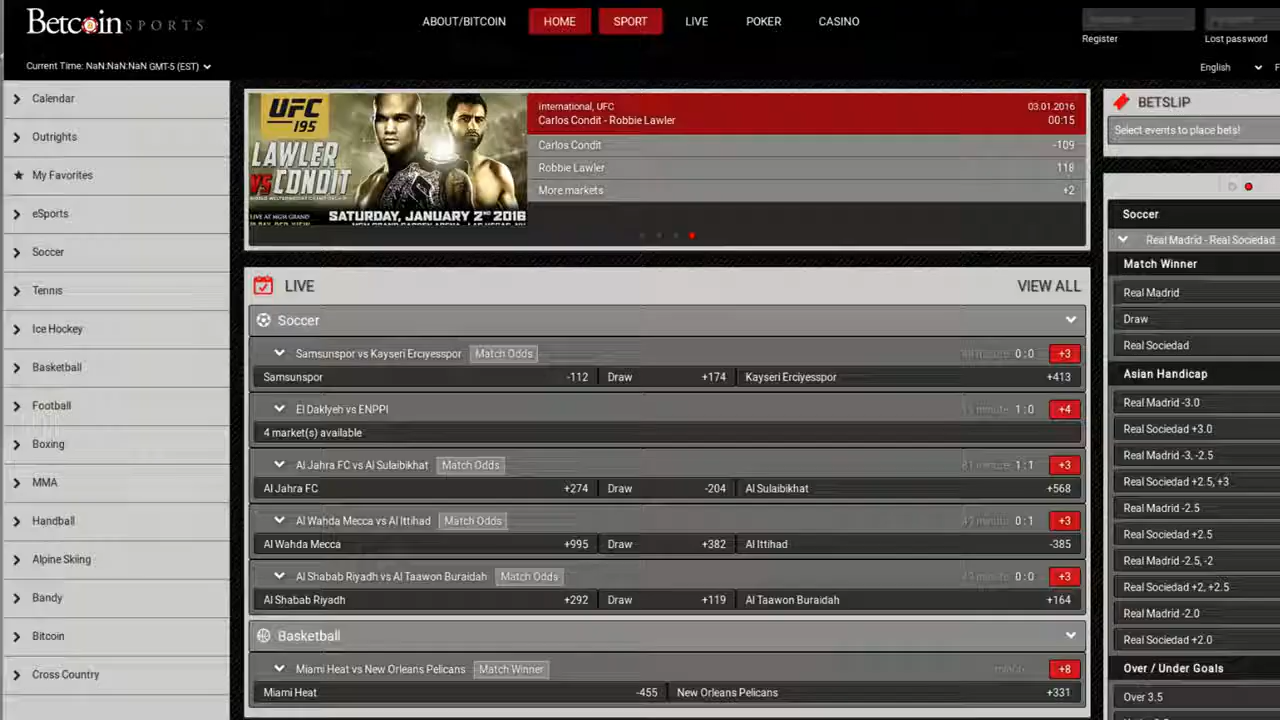 Betcoin SPORTS
ABOUT/BITCOIN HOME SPORT LIVE POKER CASINO
Register Lost password
Current Time: NaN:NaN:NaN GMT-5 (EST)
English
Calendar
Outrights
My Favorites
eSports
Soccer
Tennis
Ice Hockey
Basketball
Football
Boxing
MMA
Handball
Alpine Skiing
Bandy
Bitcoin
Cross Country
UFC
195
LAWLER
VS CONDIT
SATURDAY, JANUARY 2ND 2016
International, UFC 03.01.2016
Carlos Condit - Robbie Lawler 00:15
Carlos Condit -109
Robbie Lawler 118
More markets +2
LIVE VIEW ALL
Soccer
Samsunspor vs Kayseri Erciyesspor Match Odds 0:0 +3
Samsunspor -112 Draw +174 Kayseri Erciyesspor +413
El Daklyeh vs ENPPI minute 1:0 +4
4 market(s) available
Al Jahra FC vs Al Sulaibikhat Match Odds minute 1:1 +3
Al Jahra FC +274 Draw -204 Al Sulaibikhat +568
Al Wahda Mecca vs Al Ittihad Match Odds minute 0:1 +3
Al Wahda Mecca +995 Draw +382 Al Ittihad -385
Al Shabab Riyadh vs Al Taawon Buraidah Match Odds minute 0:0 +3
Al Shabab Riyadh +292 Draw +119 Al Taawon Buraidah +164
Basketball
Miami Heat vs New Orleans Pelicans Match Winner minute +8
Miami Heat -455 New Orleans Pelicans +331
BETSLIP
Select events to place bets!
Soccer
Real Madrid - Real Sociedad
Match Winner
Real Madrid
Draw
Real Sociedad
Asian Handicap
Real Madrid -3.0
Real Sociedad +3.0
Real Madrid -3, -2.5
Real Sociedad +2.5, +3
Real Madrid -2.5
Real Sociedad +2.5
Real Madrid -2.5, -2
Real Sociedad +2, +2.5
Real Madrid -2.0
Real Sociedad +2.0
Over / Under Goals
Over 3.5